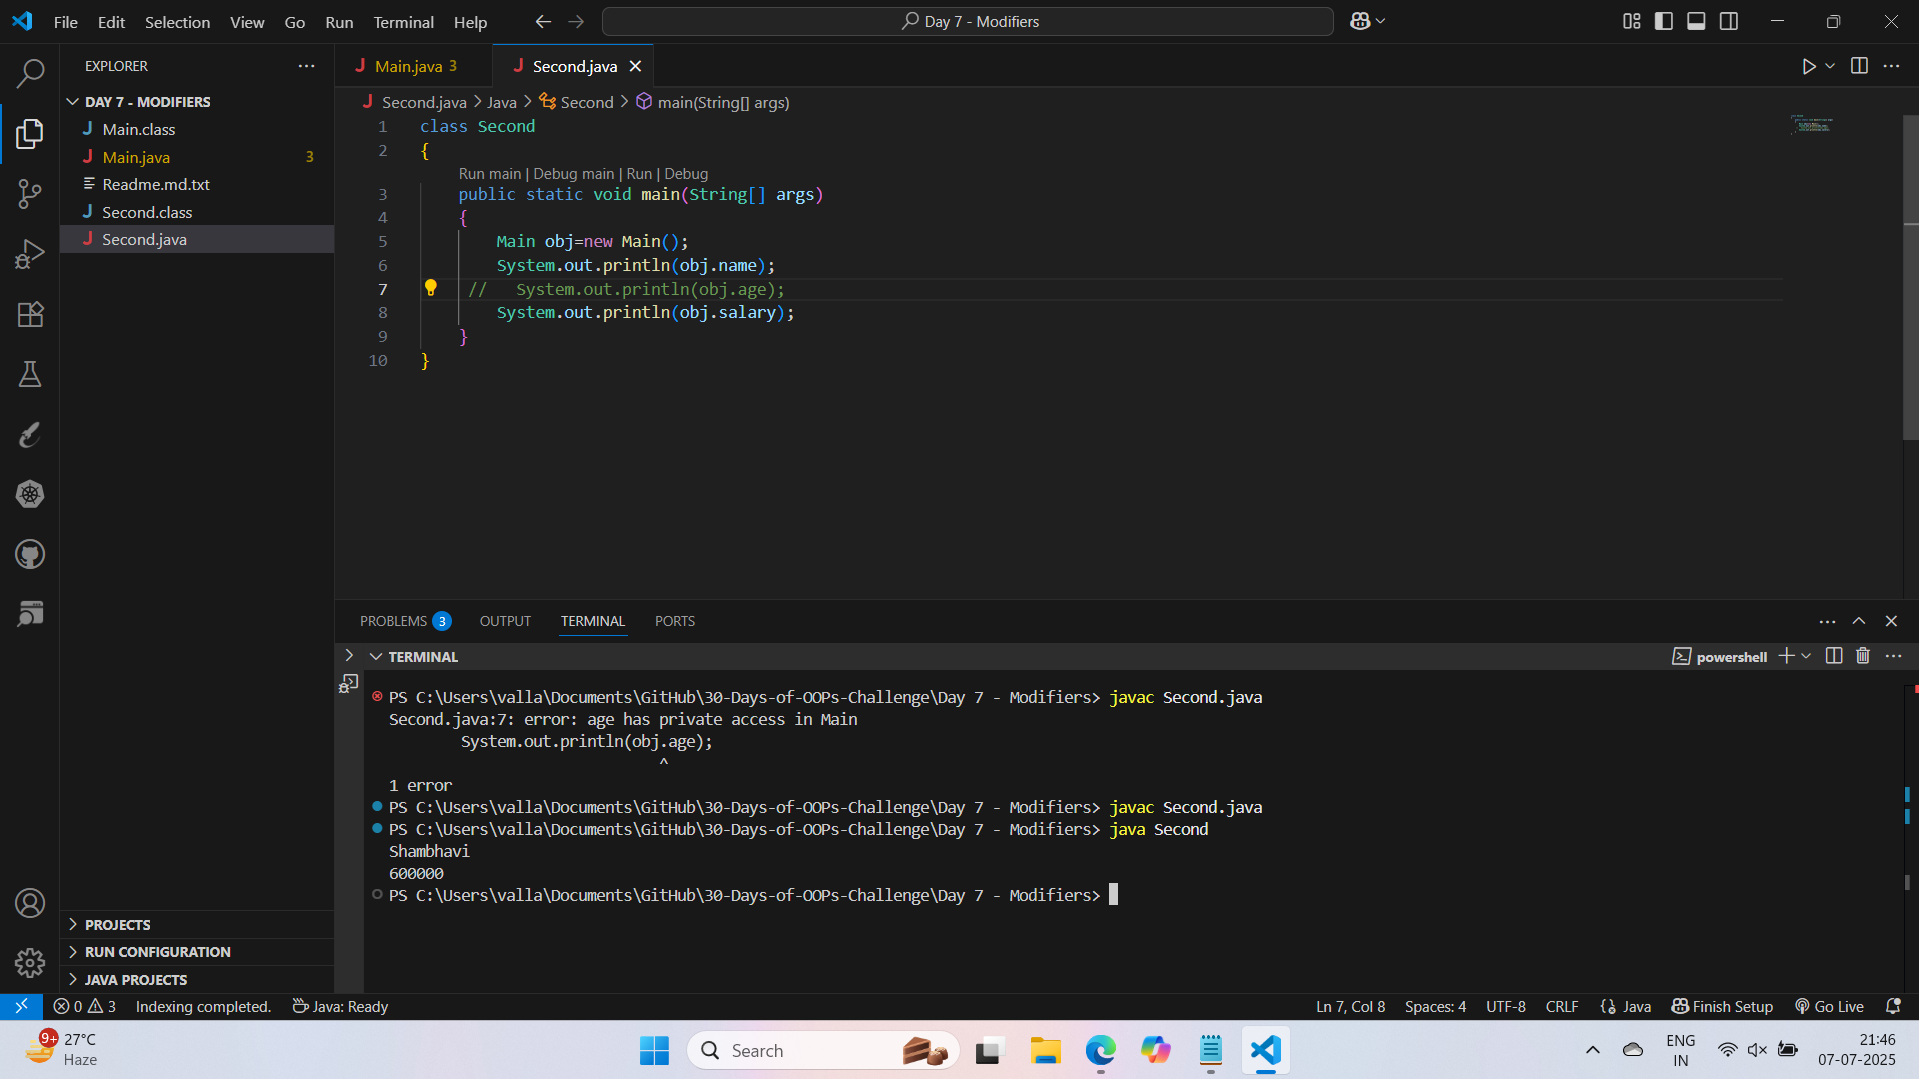 File Edit Selection View Go Run Terminal Help
Day 7 - Modifiers
EXPLORER
DAY 7 - MODIFIERS
Main.class
Main.java 3
Readme.md.txt
Second.class
Second.java
PROJECTS
RUN CONFIGURATION
JAVA PROJECTS
Main.java 3 Second.java
Second.java > Java > Second > main(String[] args)
1 class Second
2 {
Run main | Debug main | Run | Debug
3 public static void main(String[] args)
4 {
5 Main obj=new Main();
6 System.out.println(obj.name);
7 // System.out.println(obj.age);
8 System.out.println(obj.salary);
9 }
10 }
PROBLEMS 3 OUTPUT TERMINAL PORTS
TERMINAL
powershell
PS C:\Users\valla\Documents\GitHub\30-Days-of-OOPs-Challenge\Day 7 - Modifiers> javac Second.java
Second.java:7: error: age has private access in Main
System.out.println(obj.age);
^
1 error
PS C:\Users\valla\Documents\GitHub\30-Days-of-OOPs-Challenge\Day 7 - Modifiers> javac Second.java
PS C:\Users\valla\Documents\GitHub\30-Days-of-OOPs-Challenge\Day 7 - Modifiers> java Second
Shambhavi
600000
PS C:\Users\valla\Documents\GitHub\30-Days-of-OOPs-Challenge\Day 7 - Modifiers>
0 3 Indexing completed. Java: Ready
Ln 7, Col 8 Spaces: 4 UTF-8 CRLF {} Java Finish Setup Go Live
9+ 27°C
Haze
Search
ENG
IN
21:46
07-07-2025